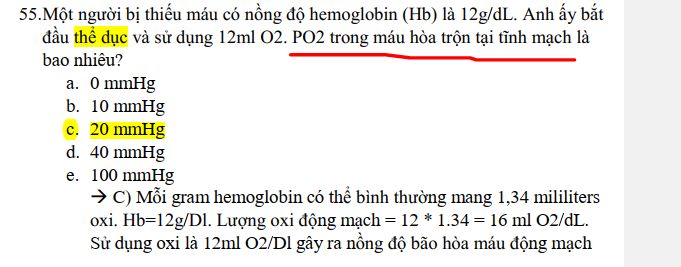 55.Một người bị thiếu máu có nồng độ hemoglobin (Hb) là 12g/dL. Anh ấy bắt
đầu thể dục và sử dụng 12ml O2. PO2 trong máu hòa trộn tại tĩnh mạch là
bao nhiêu?
a. 0 mmHg
b. 10 mmHg
c. 20 mmHg
d. 40 mmHg
e. 100 mmHg
→ C) Mỗi gram hemoglobin có thể bình thường mang 1,34 mililiters
oxi. Hb=12g/Dl. Lượng oxi động mạch = 12 * 1.34 = 16 ml O2/dL.
Sử dụng oxi là 12ml O2/Dl gây ra nồng độ bão hòa máu động mạch